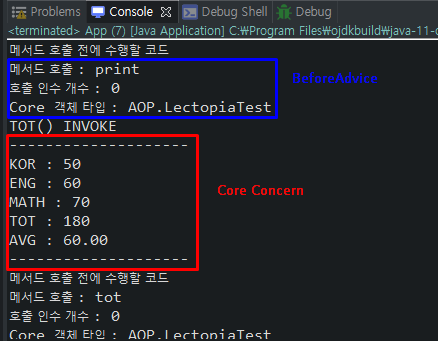 Problems Console Debug Shell Debug
<terminated> App (7) [Java Application] C:\Program Files\ojdkbuild\java-11-o
메서드 호출 전에 수행할 코드
메서드 호출 : print
호출 인수 개수 : 0
Core 객체 타입 : AOP.LectopiaTest
BeforeAdvice
TOT() INVOKE
-------------------
KOR : 50
ENG : 60
MATH : 70
TOT : 180
AVG : 60.00
-------------------
Core Concern
메서드 호출 전에 수행할 코드
메서드 호출 : tot
호출 인수 개수 : 0
Core 객체 타입 : AOP.LectopiaTest